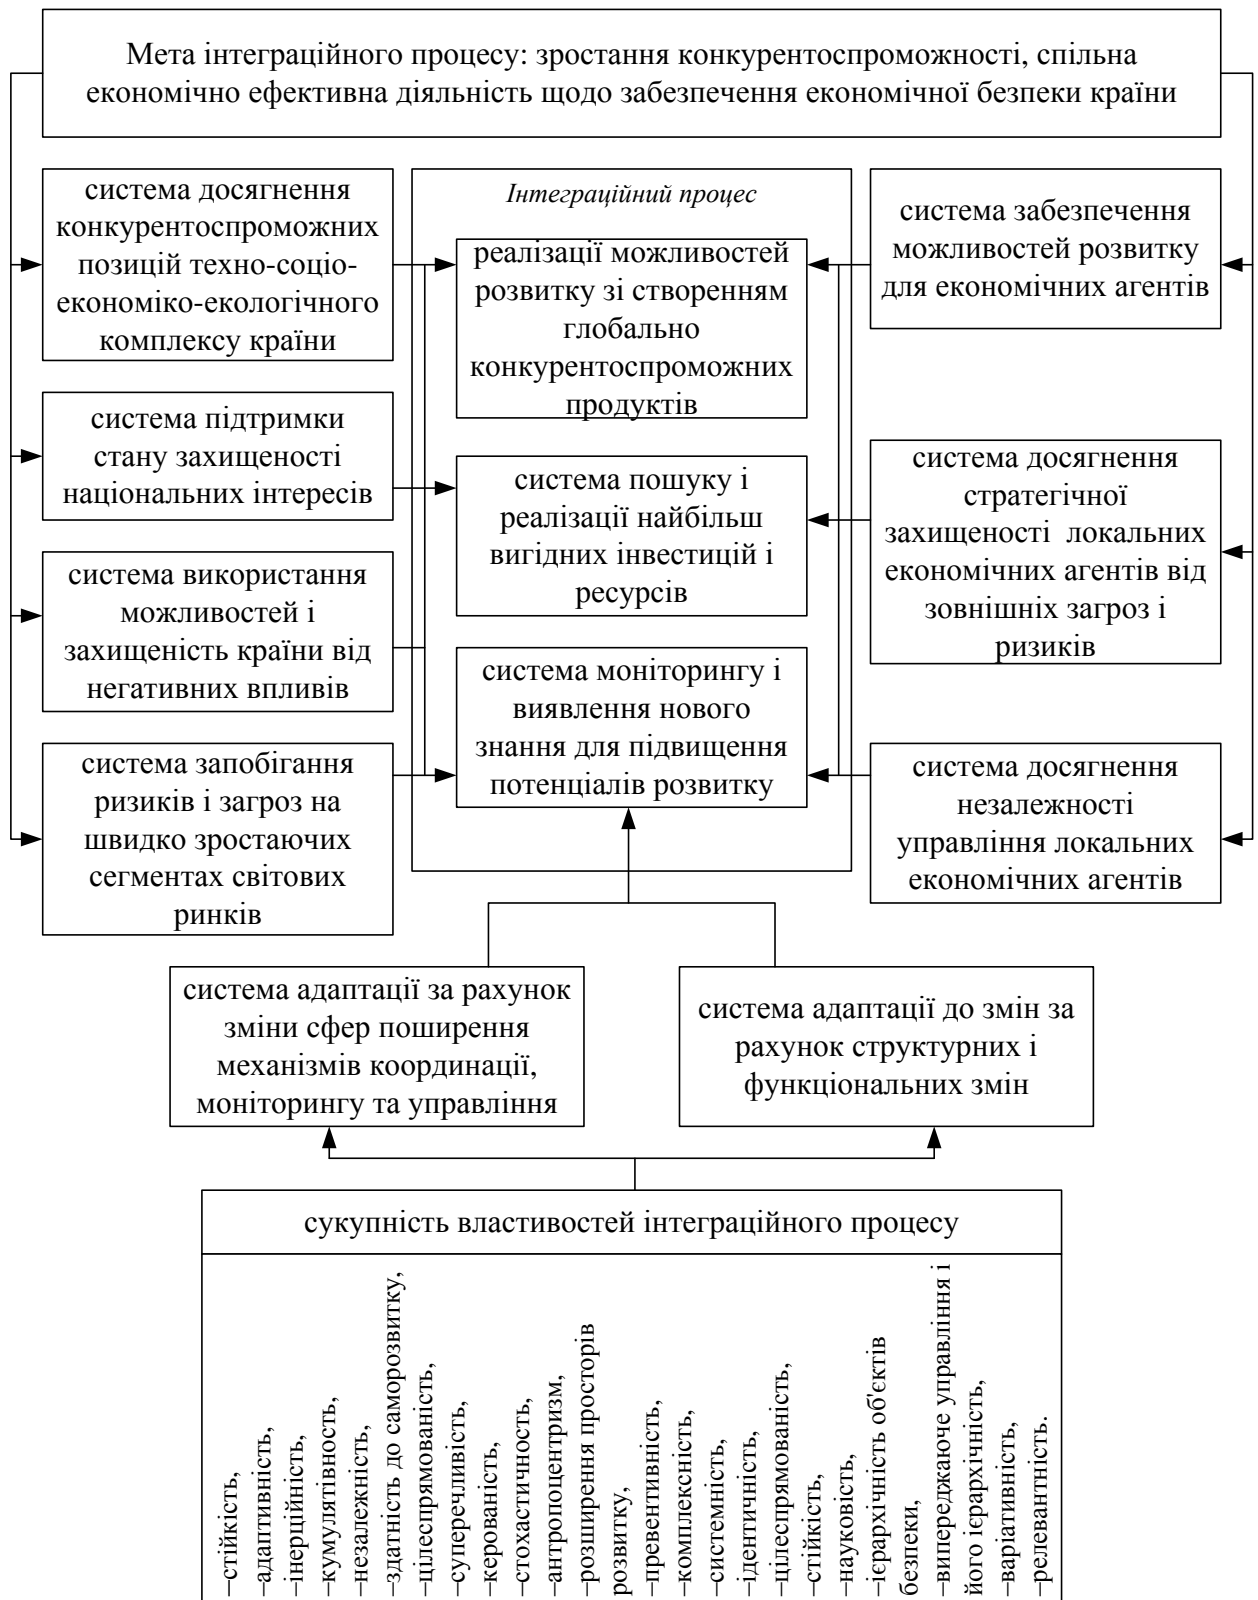 Мета інтеграційного процесу: зростання конкурентоспроможності, спільна
економічно ефективна діяльність щодо забезпечення економічної безпеки країни
система досягнення
конкурентоспроможних
позицій техно-соціо-
економіко-екологічного
комплексу країни
система підтримки
стану захищеності
національних інтересів
система використання
можливостей і
захищеність країни від
негативних впливів
система запобігання
ризиків і загроз на
швидко зростаючих
сегментах світових
ринків
Інтеграційний процес
реалізації можливостей
розвитку зі створенням
глобально
конкурентоспроможних
продуктів
система пошуку і
реалізації найбільш
вигідних інвестицій і
ресурсів
система моніторингу і
виявлення нового
знання для підвищення
потенціалів розвитку
система забезпечення
можливостей розвитку
для економічних агентів
система досягнення
стратегічної
захищеності локальних
економічних агентів від
зовнішніх загроз і
ризиків
система досягнення
незалежності
управління локальних
економічних агентів
система адаптації за рахунок
зміни сфер поширення
механізмів координації,
моніторингу та управління
система адаптації до змін за
рахунок структурних і
функціональних змін
сукупність властивостей інтеграційного процесу
–стійкість,
–адаптивність,
–інерційність,
–кумулятівность,
–незалежність,
–здатність до саморозвитку,
–цілеспрямованість,
–суперечливість,
–керованість,
–стохастичність,
–антропоцентризм,
–розширення просторів
розвитку,
–превентивність,
–комплексність,
–системність,
–ідентичність,
–цілеспрямованість,
–стійкість,
–науковість,
–ієрархічність об'єктів
безпеки,
–випереджаюче управління і
його ієрархічність,
–варіативність,
–релевантність.